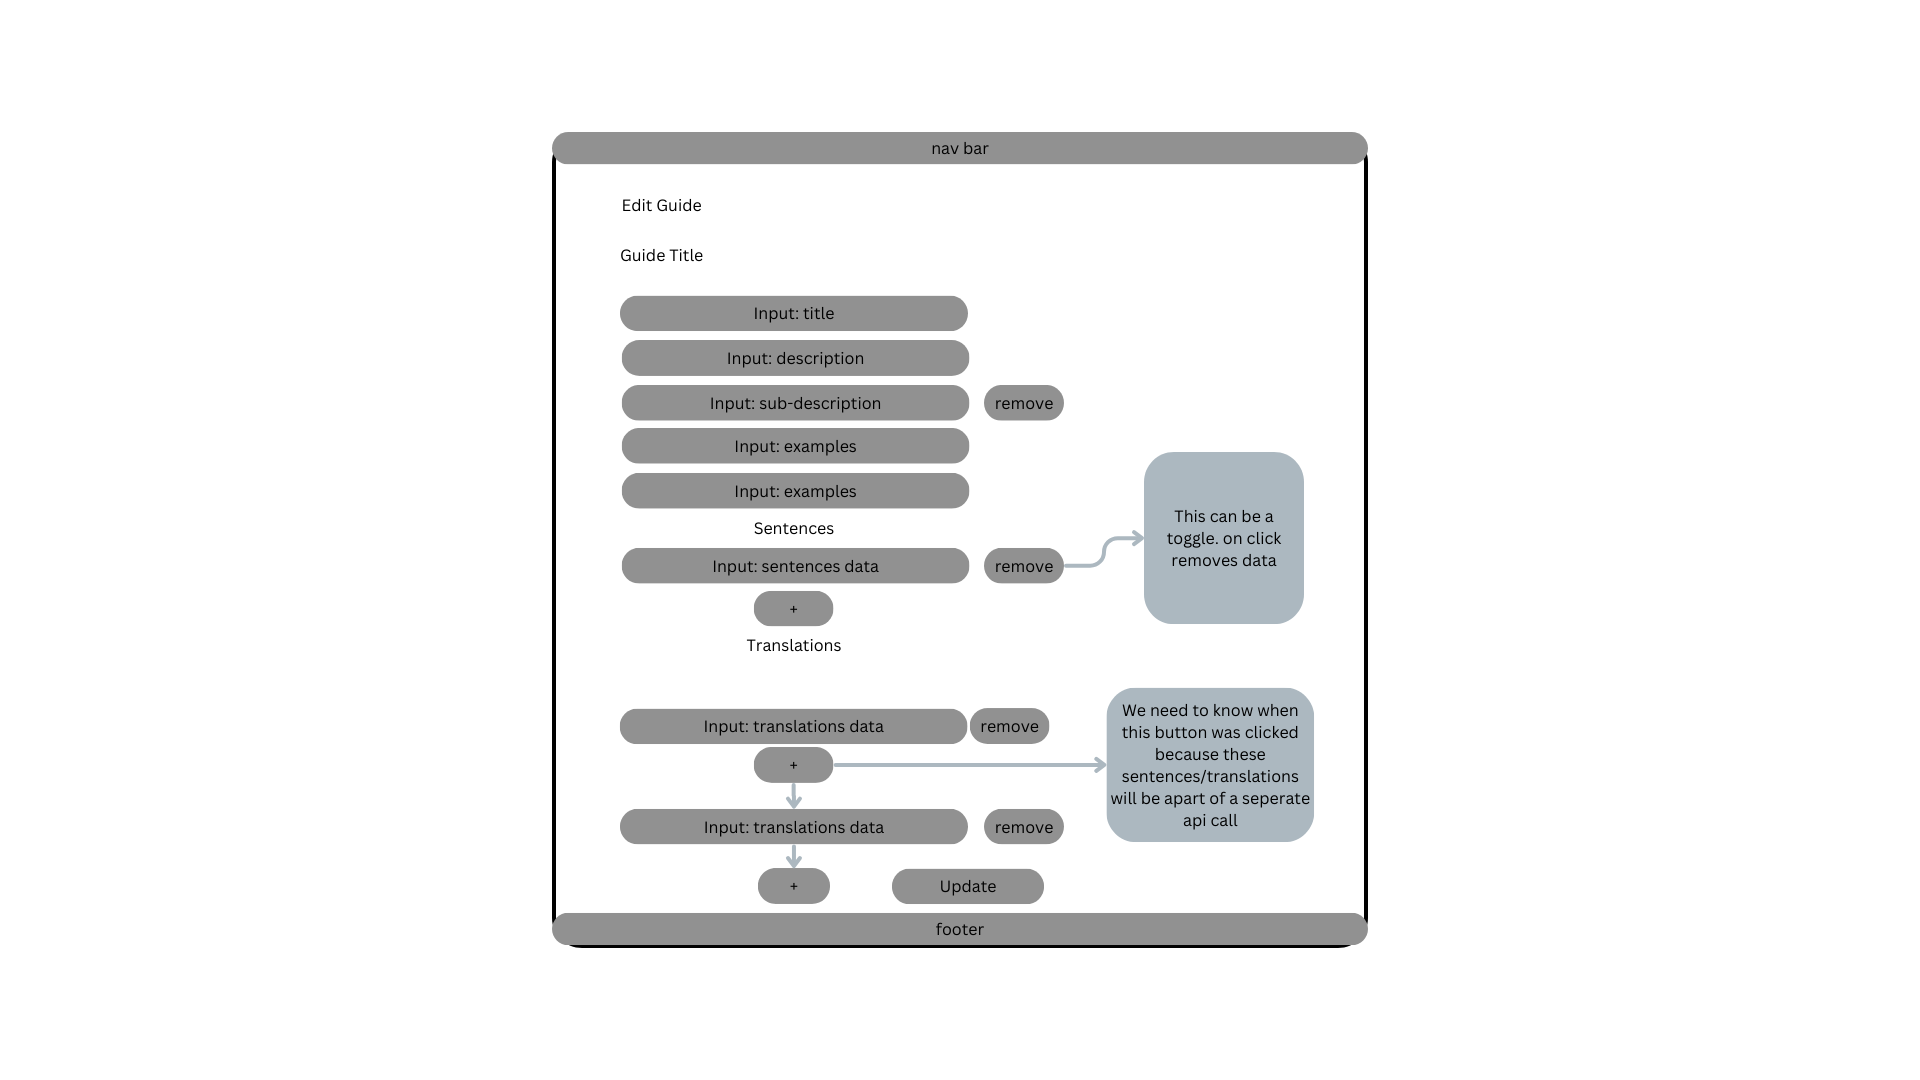 nav bar
Edit Guide
Guide Title
Input: title
Input: description
Input: sub-description
remove
Input: examples
Input: examples
Sentences
Input: sentences data
remove
This can be a
toggle. on click
removes data
+
Translations
Input: translations data
remove
+
We need to know when
this button was clicked
because these
sentences/translations
will be apart of a seperate
api call
Input: translations data
remove
+
Update
footer